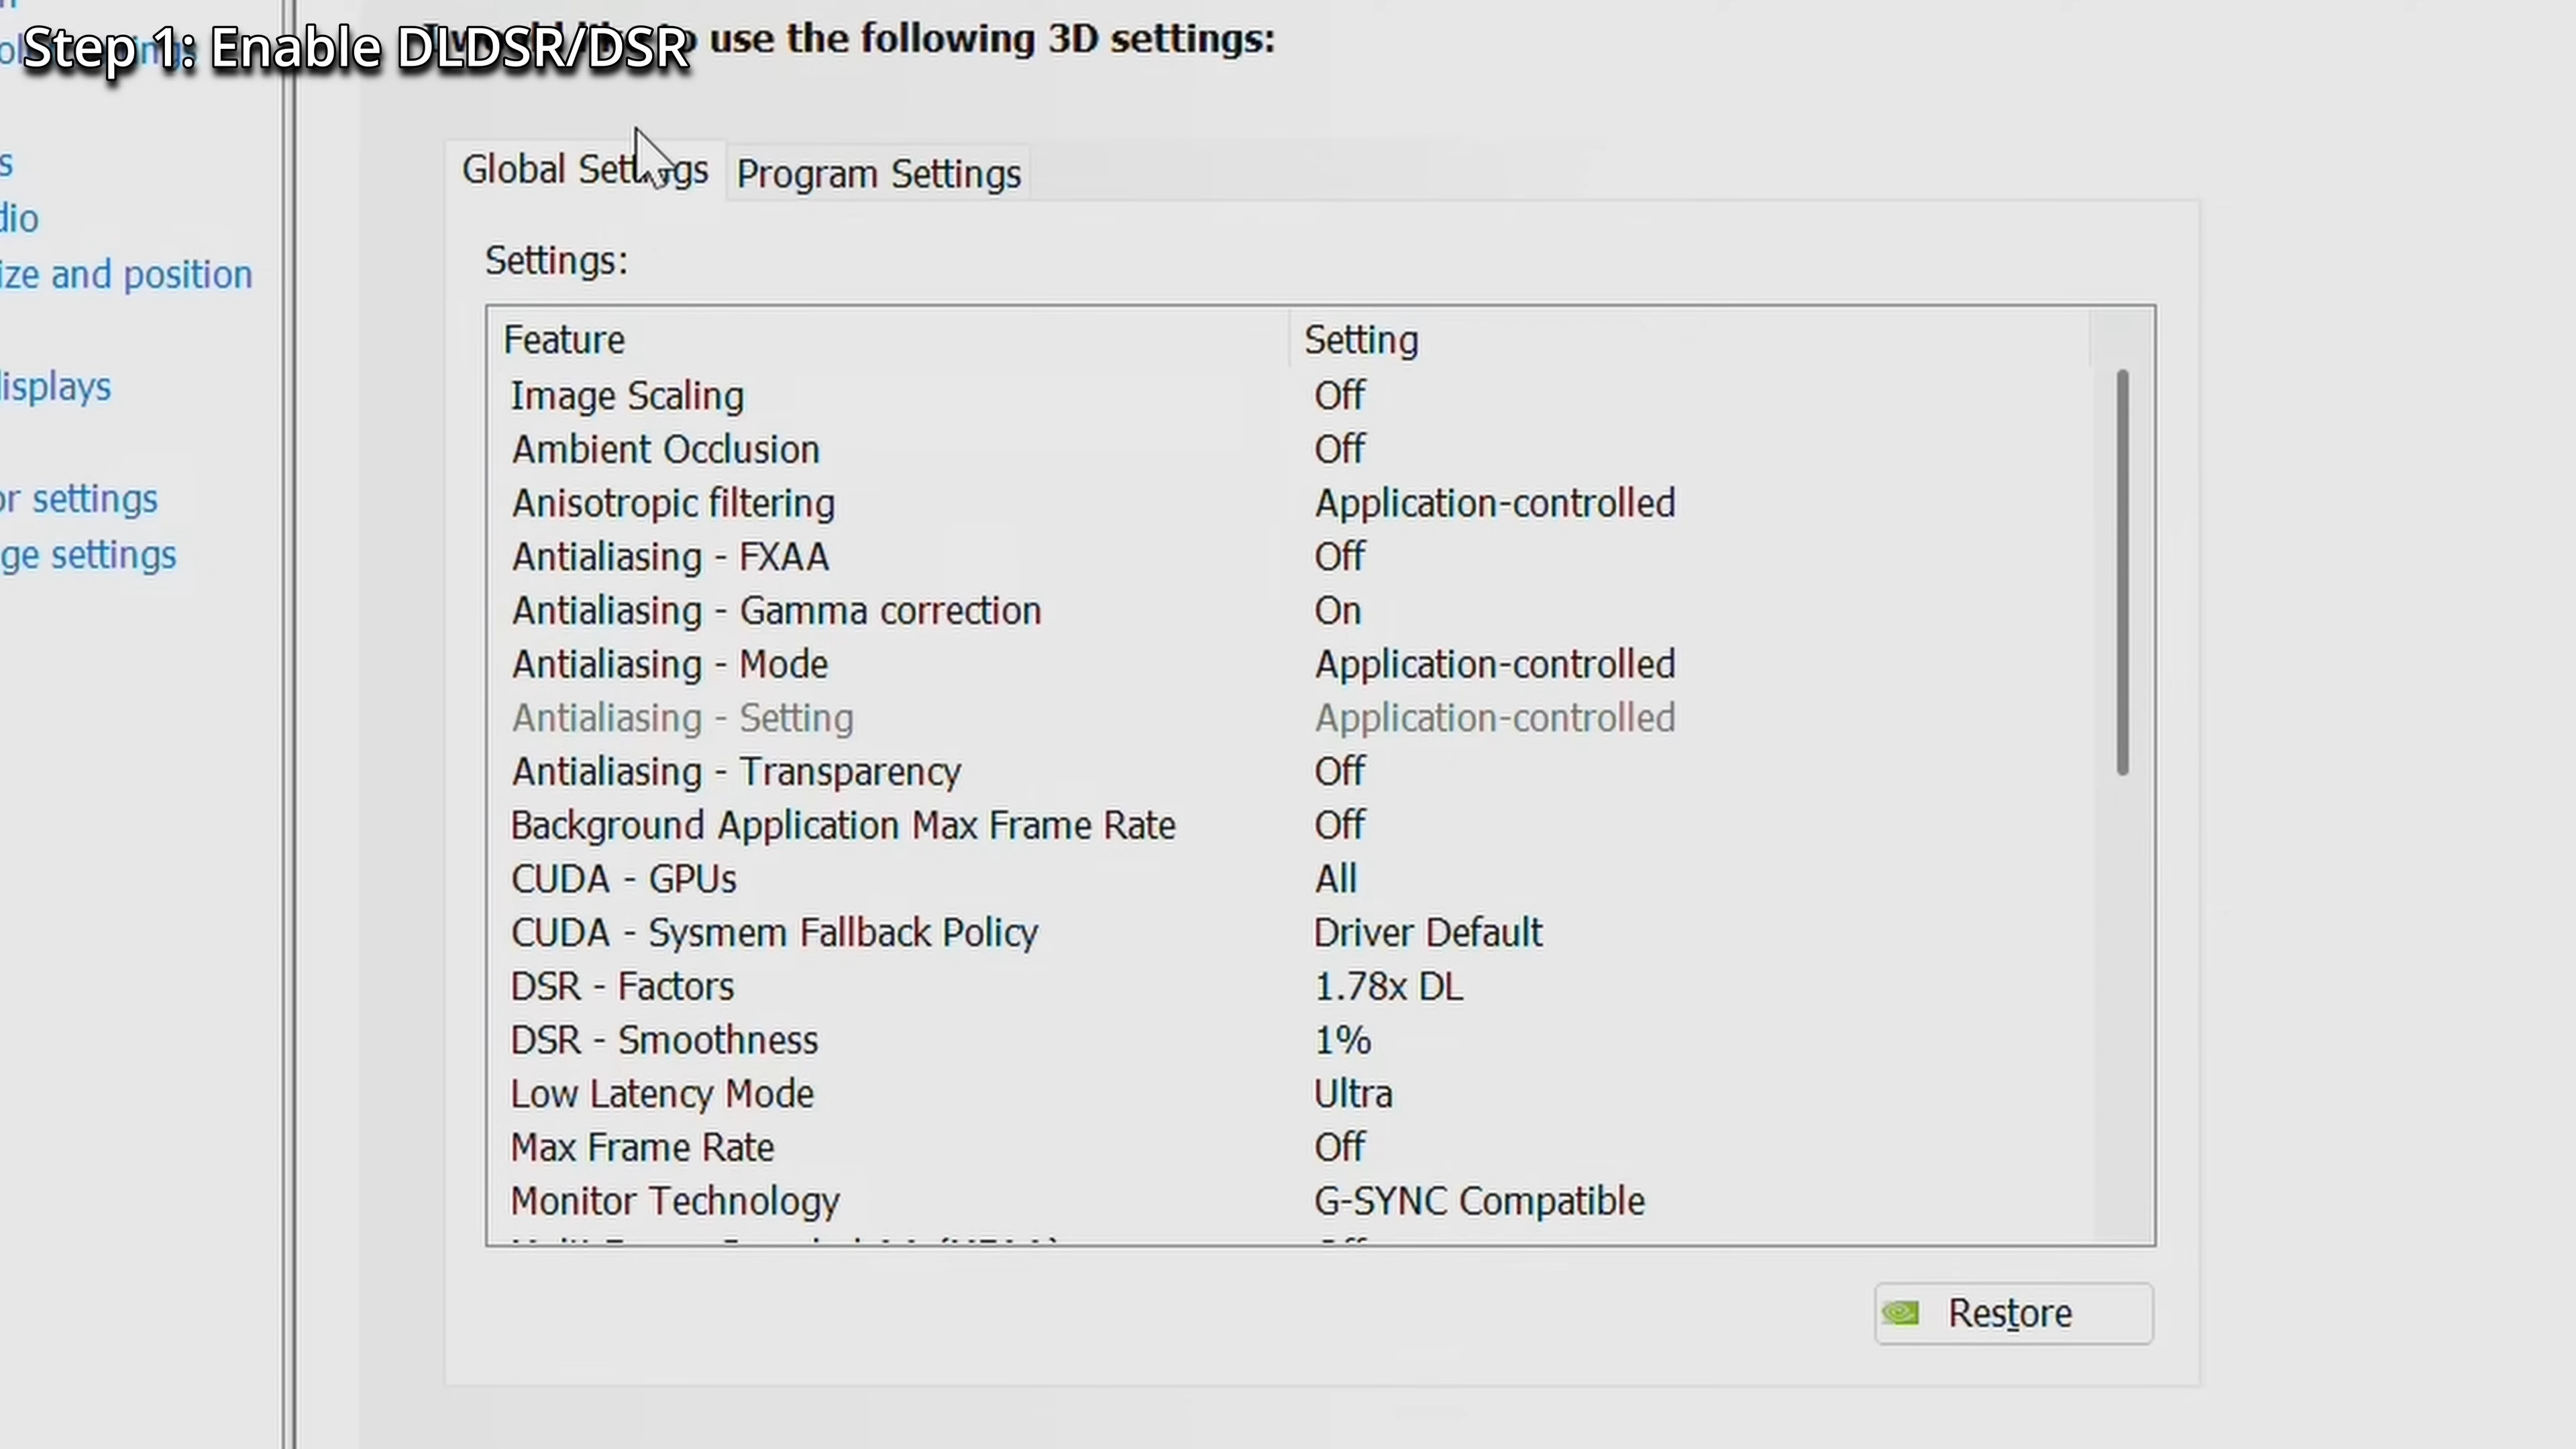 Step 1: Enable DLDSR/DSR
use the following 3D settings:
Global Settings
Program Settings
dio
ize and position
displays
or settings
ge settings
Settings:
Feature Setting
Image Scaling Off
Ambient Occlusion Off
Anisotropic filtering Application-controlled
Antialiasing - FXAA Off
Antialiasing - Gamma correction On
Antialiasing - Mode Application-controlled
Antialiasing - Setting Application-controlled
Antialiasing - Transparency Off
Background Application Max Frame Rate Off
CUDA - GPUs All
CUDA - Sysmem Fallback Policy Driver Default
DSR - Factors 1.78x DL
DSR - Smoothness 1%
Low Latency Mode Ultra
Max Frame Rate Off
Monitor Technology G-SYNC Compatible
Restore